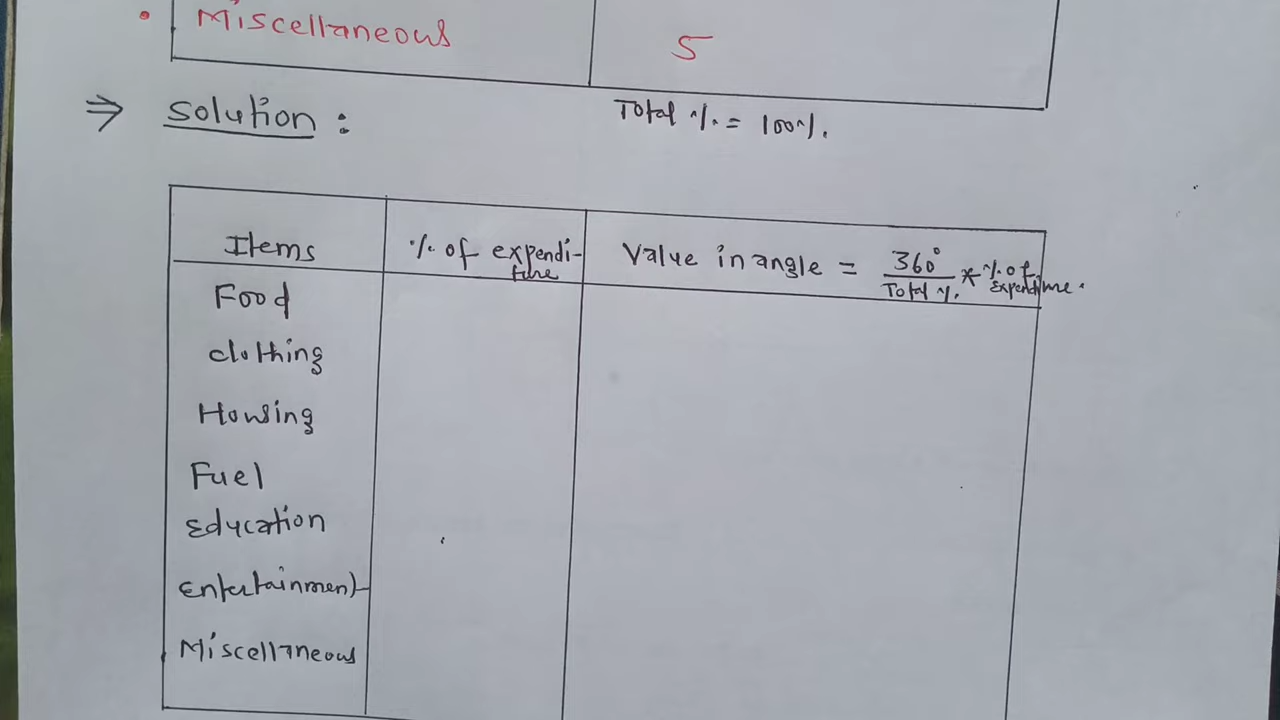 • Miscellaneous 5
⇒ Solution : Total % = 100%.
Items % of expendi-ture Value in angle = 360°/Total % * % of Expenditure.
Food
clothing
Housing
Fuel
Education
Entertainment
Miscellaneous